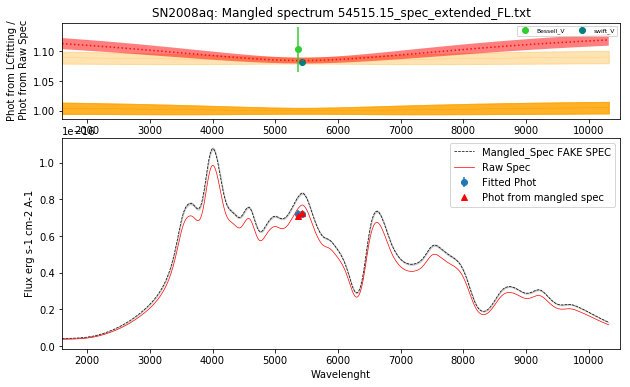 SN2008aq: Mangled spectrum 54515.15_spec_extended_FL.txt
Phot from LCfitting /
Phot from Raw Spec
1.10
1.05
1.00
Bessell_V
swift_V
2000 3000 4000 5000 6000 7000 8000 9000 10000
1e−16
Flux erg s-1 cm-2 A-1
1.0
0.8
0.6
0.4
0.2
0.0
Mangled_Spec FAKE SPEC
Raw Spec
Fitted Phot
Phot from mangled spec
2000 3000 4000 5000 6000 7000 8000 9000 10000
Wavelenght